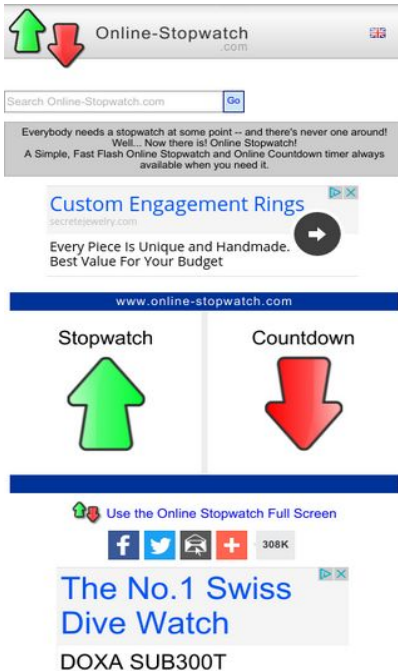 Online-Stopwatch
.com
Search Online-Stopwatch.com
Go
Everybody needs a stopwatch at some point -- and there's never one around!
Well... Now there is! Online Stopwatch!
A Simple, Fast Flash Online Stopwatch and Online Countdown timer always
available when you need it.
Custom Engagement Rings
secretejewelry.com
Every Piece Is Unique and Handmade.
Best Value For Your Budget
www.online-stopwatch.com
Stopwatch
Countdown
Use the Online Stopwatch Full Screen
308K
The No.1 Swiss
Dive Watch
DOXA SUB300T